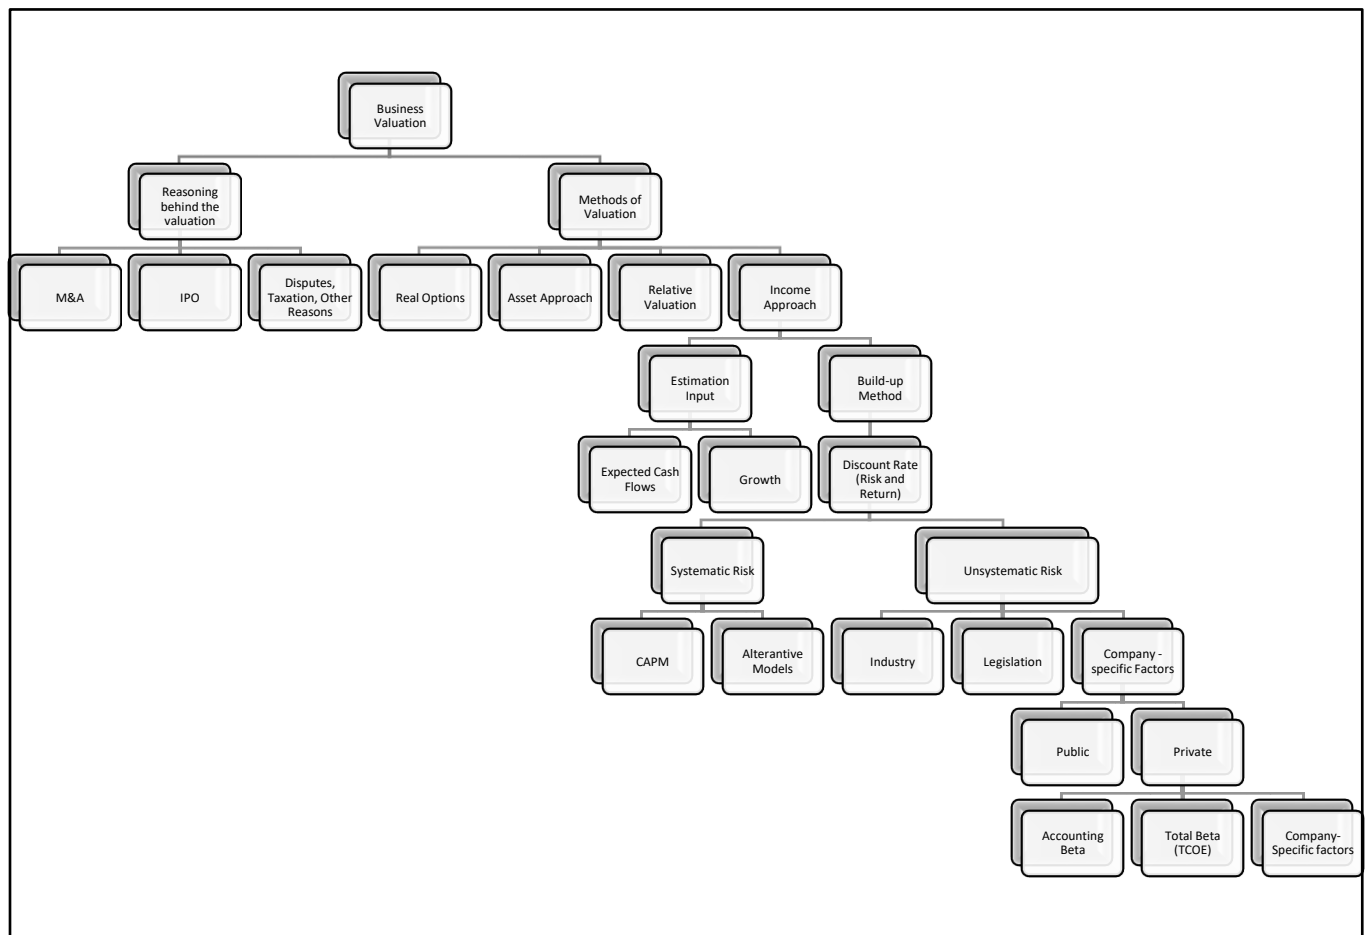 Business
Valuation
Reasoning
behind the
valuation
Methods of
Valuation
M&A
IPO
Disputes,
Taxation, Other
Reasons
Real Options
Asset Approach
Relative
Valuation
Income
Approach
Estimation
Input
Build-up
Method
Expected Cash
Flows
Growth
Discount Rate
(Risk and
Return)
Systematic Risk
Unsystematic Risk
CAPM
Alterantive
Models
Industry
Legislation
Company -
specific Factors
Public
Private
Accounting
Beta
Total Beta
(TCOE)
Company-
Specific factors